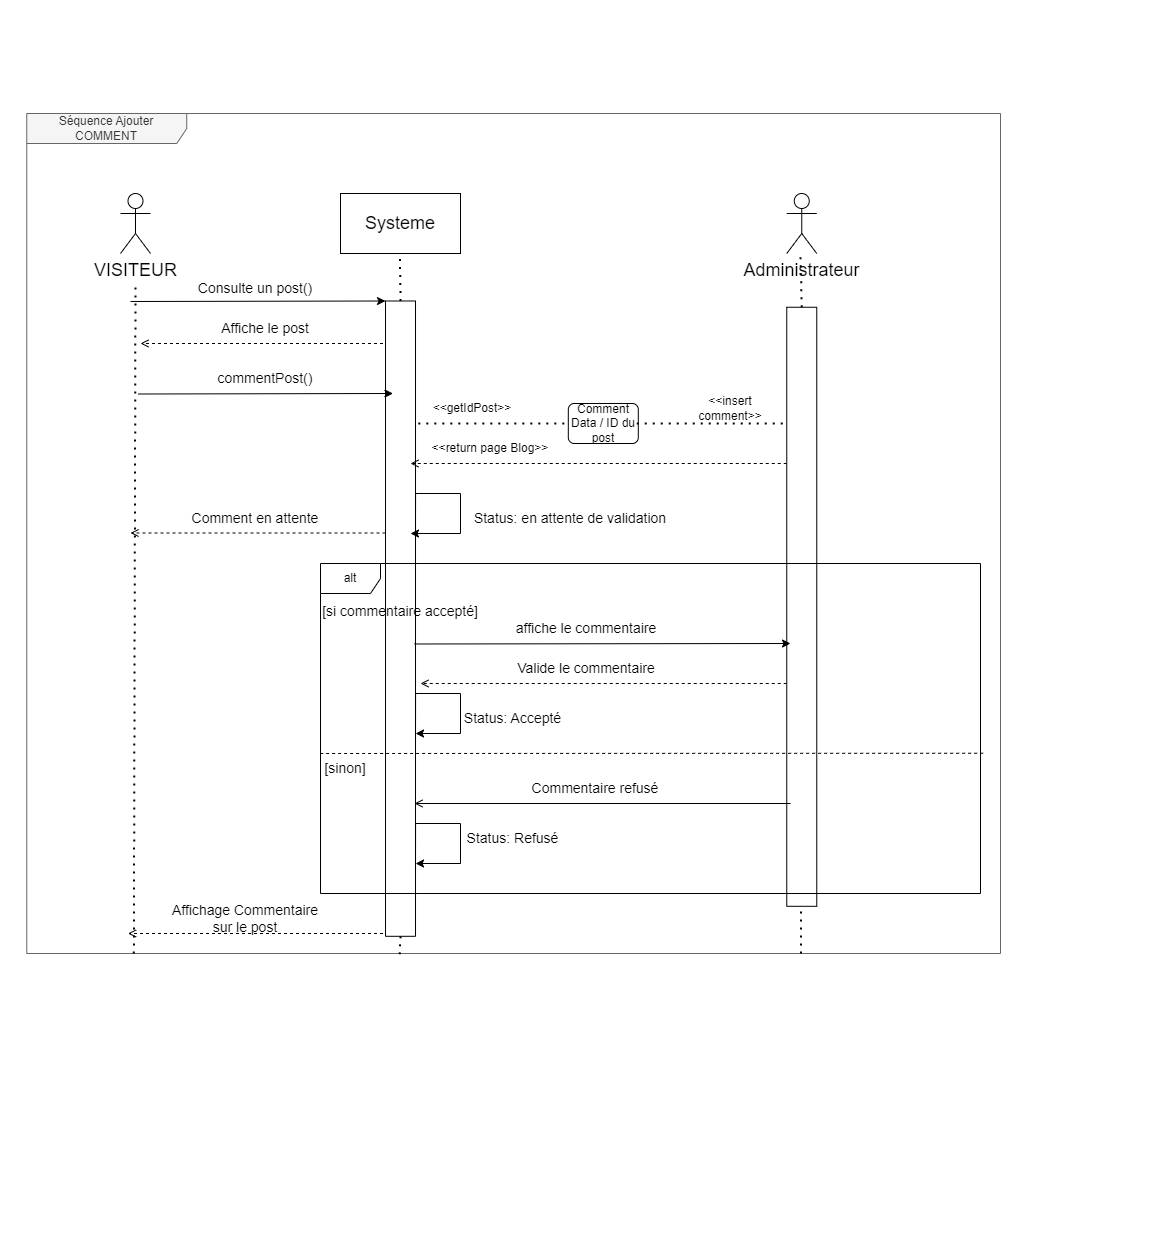 Séquence Ajouter
COMMENT
Systeme
VISITEUR
Administrateur
Consulte un post()
Affiche le post
commentPost()
<<getIdPost>>
Comment
Data / ID du
post
<<insert
comment>>
<<return page Blog>>
Comment en attente
Status: en attente de validation
alt
[si commentaire accepté]
affiche le commentaire
Valide le commentaire
Status: Accepté
[sinon]
Commentaire refusé
Status: Refusé
Affichage Commentaire
sur le post